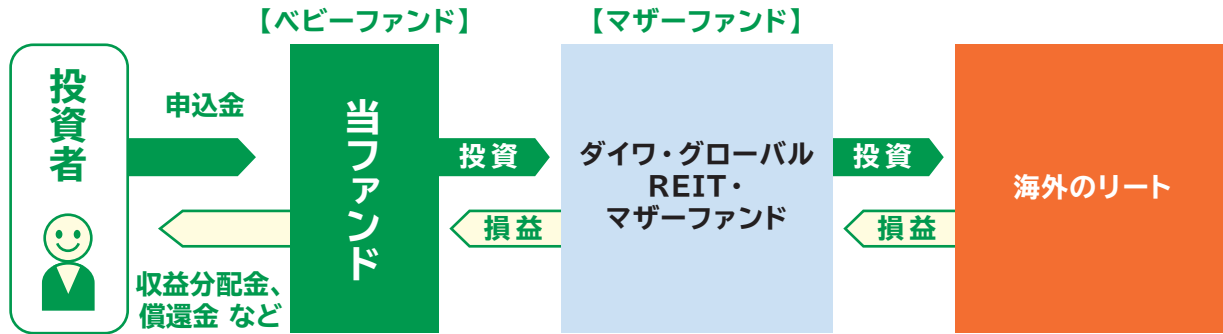 【ベビーファンド】
【マザーファンド】
投資者
申込金
収益分配金、
償還金 など
当ファンド
投資
損益
ダイワ・グローバル
REIT・
マザーファンド
投資
損益
海外のリート